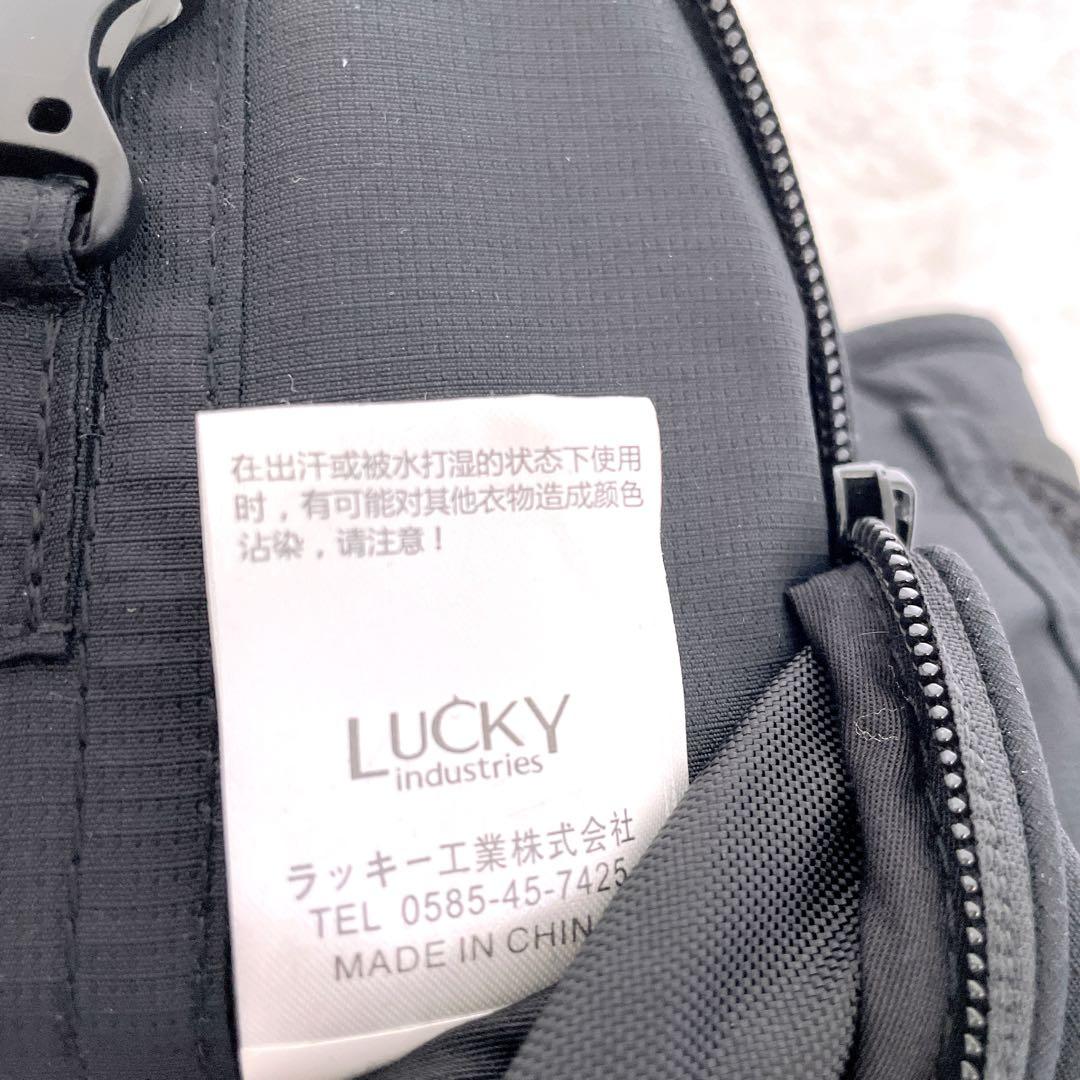 在出汗或被水打湿的状态下使用
时，有可能对其他衣物造成颜色
沾染，请注意！
LUCKY
industries
ラッキー工業株式会社
TEL 0585-45-7425
MADE IN CHIN